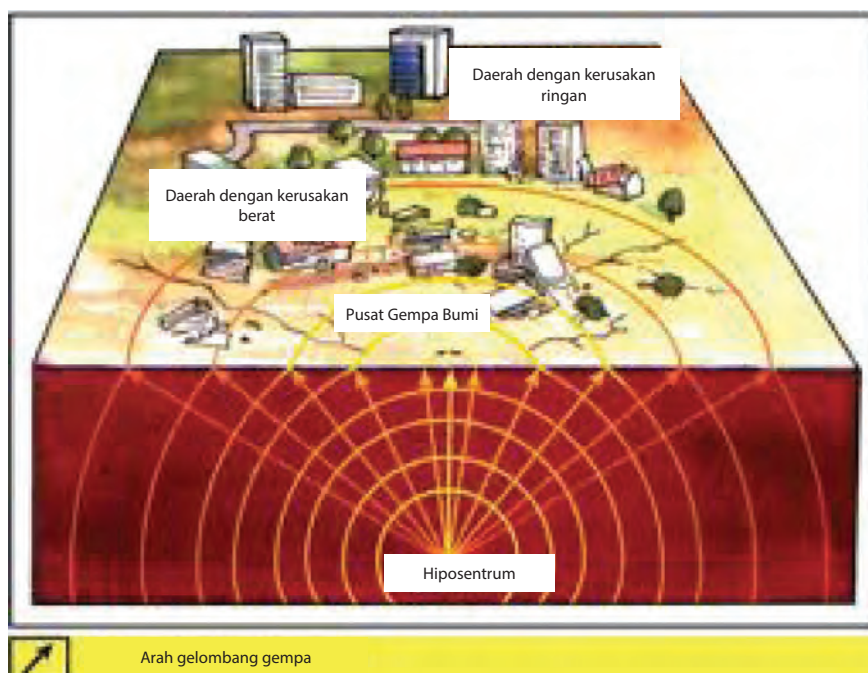 Daerah dengan kerusakan
ringan
Daerah dengan kerusakan
berat
Pusat Gempa Bumi
Hiposentrum
Arah gelombang gempa